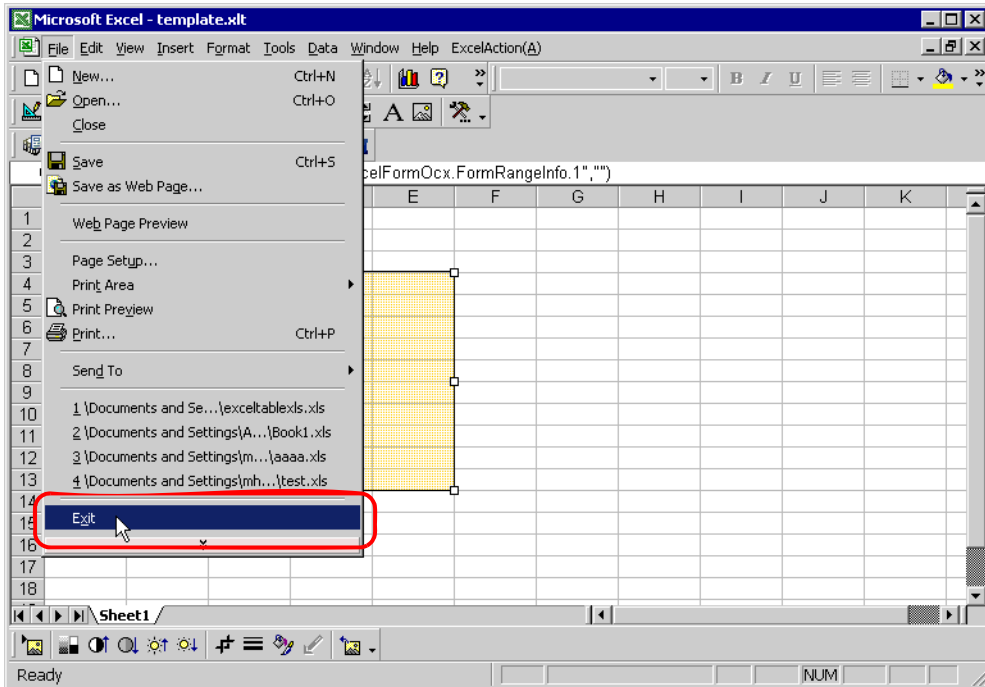 Microsoft Excel - template.xlt
File Edit View Insert Format Tools Data Window Help ExcelAction(A)
New... Ctrl+N
Open... Ctrl+O
Close
Save Ctrl+S
Save as Web Page...
Web Page Preview
Page Setup...
Print Area
Print Preview
Print... Ctrl+P
Send To
1 \Documents and Se...\exceltablexls.xls
2 \Documents and Settings\A...\Book1.xls
3 \Documents and Settings\m...\aaaa.xls
4 \Documents and Settings\mh...\test.xls
Exit
B I U
A
elFormOcx.FormRangeInfo.1","")
E F G H I J K
1
2
3
4
5
6
7
8
9
10
11
12
13
14
15
16
17
18
Sheet1
Ready NUM